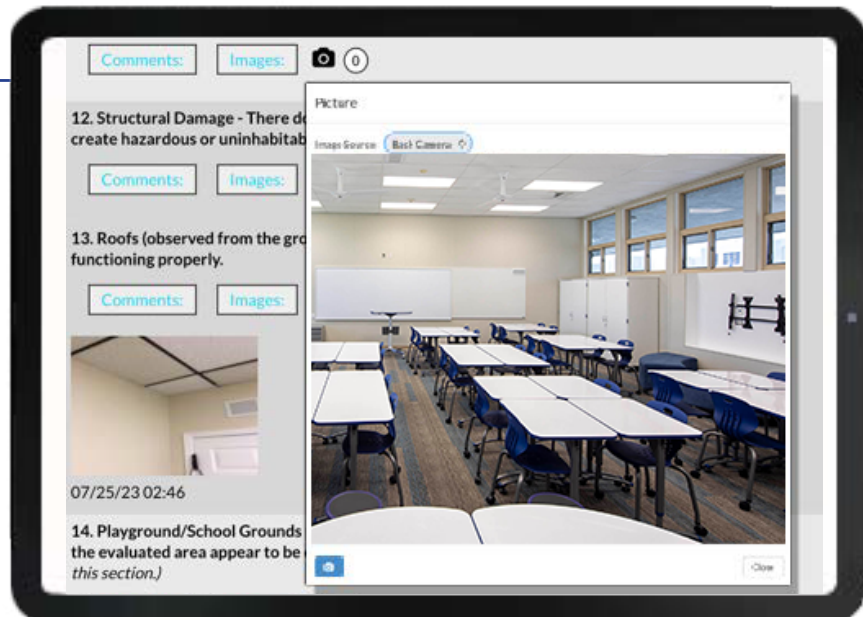 Comments: Images: 0
Picture
12. Structural Damage - There do
create hazardous or uninhabitab
Image Source Back Camera
Comments: Images:
13. Roofs (observed from the gro
functioning properly.
Comments: Images:
07/25/23 02:46
14. Playground/School Grounds
the evaluated area appear to be
this section.)
Close